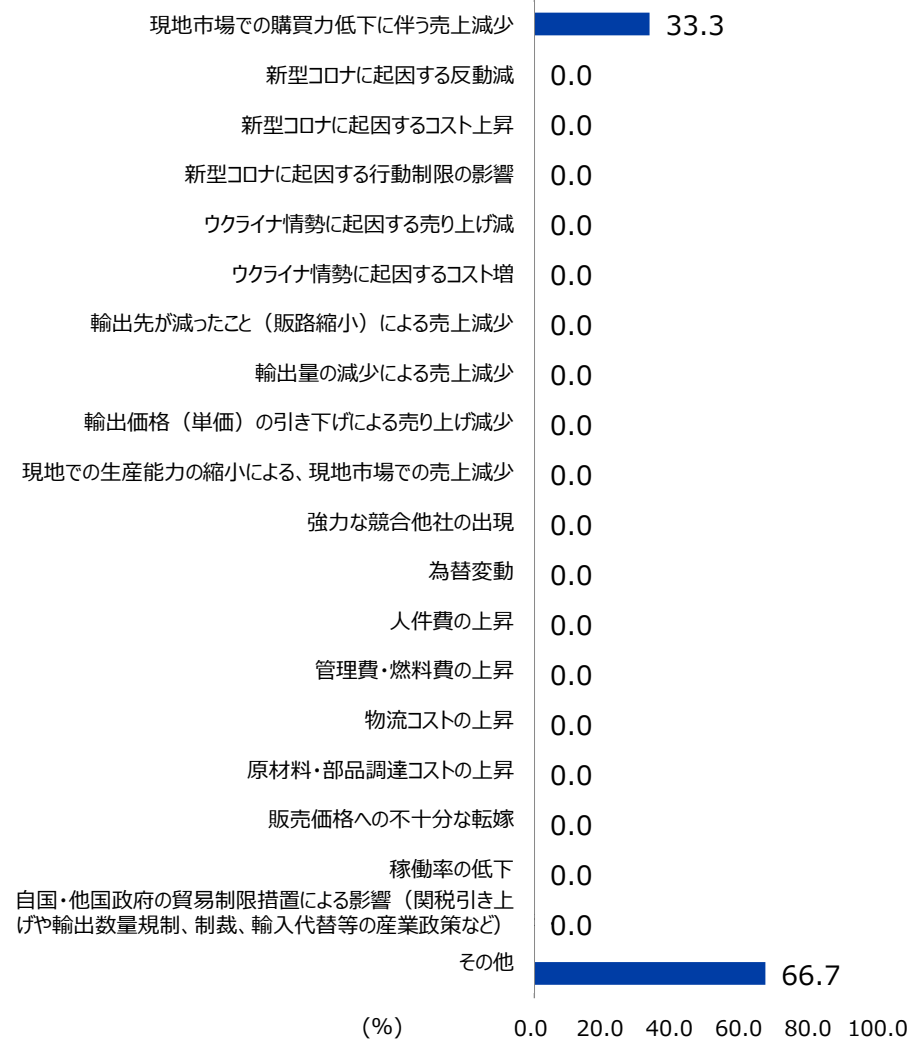 現地市場での購買力低下に伴う売上減少 33.3
新型コロナに起因する反動減 0.0
新型コロナに起因するコスト上昇 0.0
新型コロナに起因する行動制限の影響 0.0
ウクライナ情勢に起因する売り上げ減 0.0
ウクライナ情勢に起因するコスト増 0.0
輸出先が減ったこと（販路縮小）による売上減少 0.0
輸出量の減少による売上減少 0.0
輸出価格（単価）の引き下げによる売り上げ減少 0.0
現地での生産能力の縮小による、現地市場での売上減少 0.0
強力な競合他社の出現 0.0
為替変動 0.0
人件費の上昇 0.0
管理費・燃料費の上昇 0.0
物流コストの上昇 0.0
原材料・部品調達コストの上昇 0.0
販売価格への不十分な転嫁 0.0
稼働率の低下 0.0
自国・他国政府の貿易制限措置による影響（関税引き上
げや輸出数量規制、制裁、輸入代替等の産業政策など） 0.0
その他 66.7
(%) 0.0 20.0 40.0 60.0 80.0 100.0